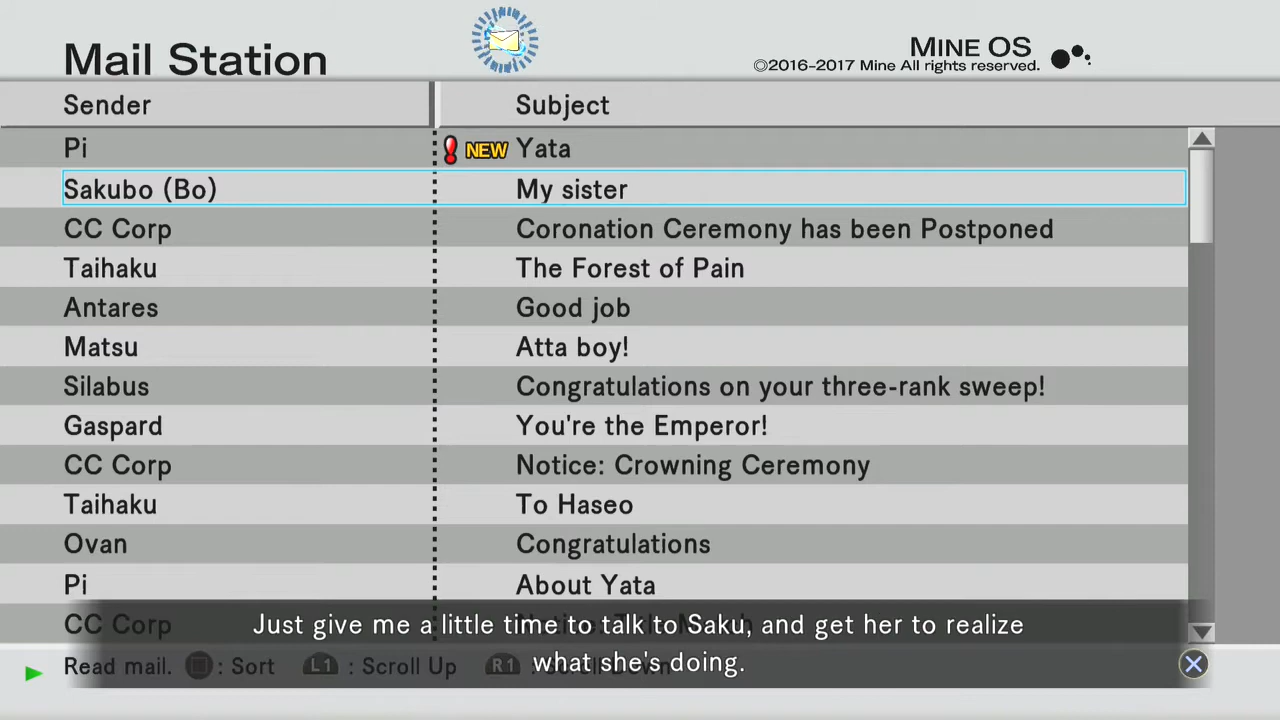 Mail Station
MINE OS
©2016-2017 Mine All rights reserved.
Sender Subject
Pi NEW Yata
Sakubo (Bo) My sister
CC Corp Coronation Ceremony has been Postponed
Taihaku The Forest of Pain
Antares Good job
Matsu Atta boy!
Silabus Congratulations on your three-rank sweep!
Gaspard You're the Emperor!
CC Corp Notice: Crowning Ceremony
Taihaku To Haseo
Ovan Congratulations
Pi About Yata
CC Corp
Just give me a little time to talk to Saku, and get her to realize
what she's doing.
Read mail. : Sort L1 : Scroll Up R1 : Scroll Down